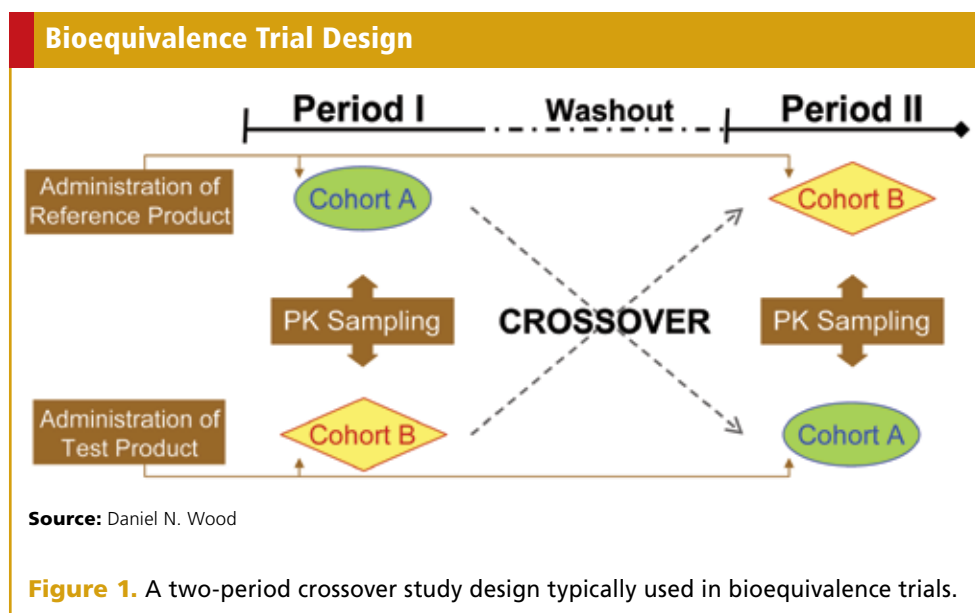 Bioequivalence Trial Design
Period I
Washout
Period II
Administration of
Reference Product
Cohort A
Cohort B
PK Sampling
CROSSOVER
PK Sampling
Administration of
Test Product
Cohort B
Cohort A
Source: Daniel N. Wood
Figure 1. A two-period crossover study design typically used in bioequivalence trials.